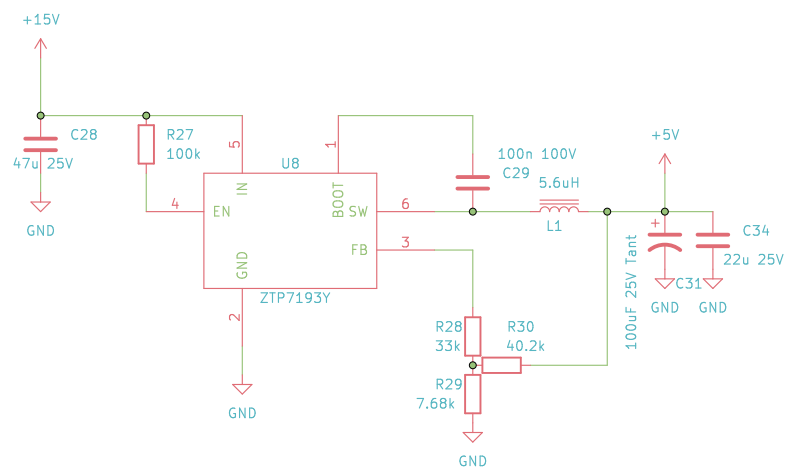 +15V
C28
47u 25V
GND
R27
100k
5
1
U8
4
EN
IN
BOOT
SW
6
FB
3
GND
ZTP7193Y
2
GND
100n 100V
C29
5.6uH
L1
+5V
+
C34
22u 25V
100uF 25V Tant
C31
GND
GND
R28
33k
R30
40.2k
R29
7.68k
GND